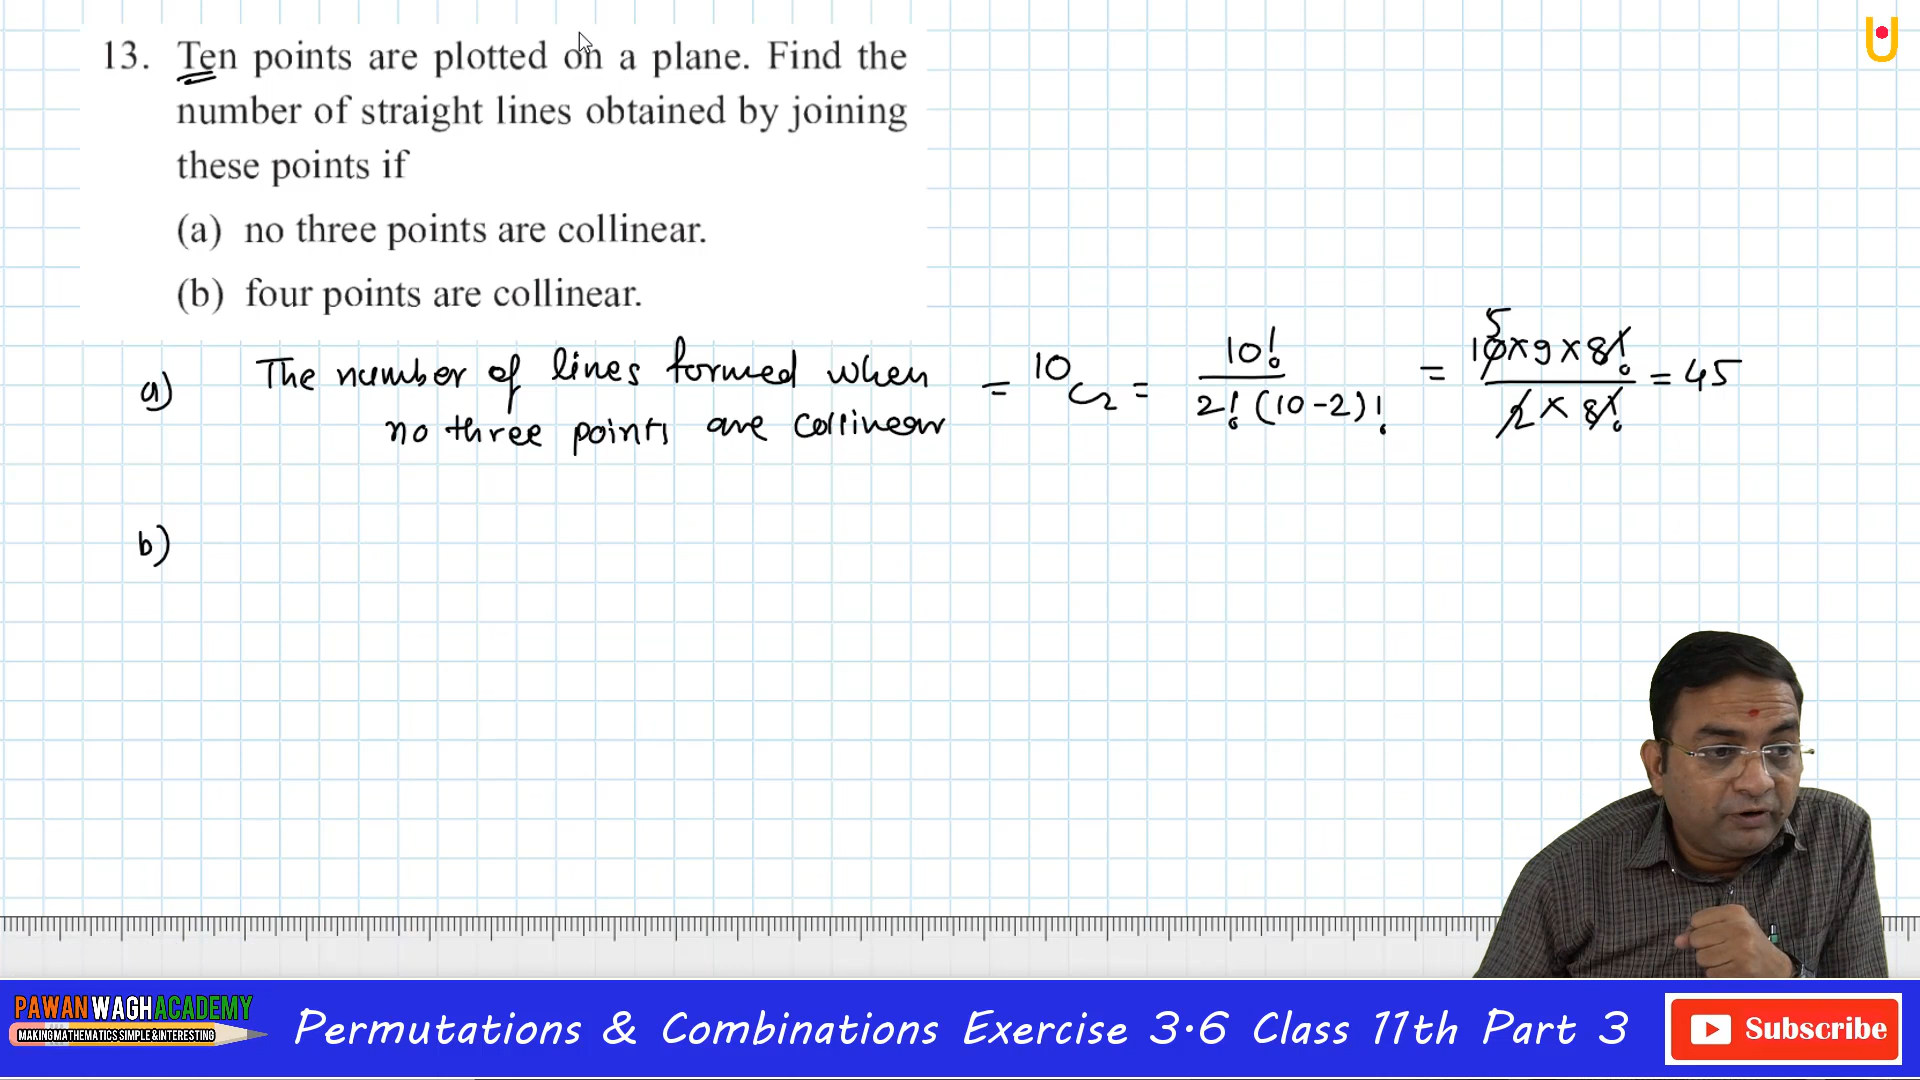 13. Ten points are plotted on a plane. Find the
number of straight lines obtained by joining
these points if
(a) no three points are collinear.
(b) four points are collinear.
a) The number of lines formed when
no three points are collinear
= ¹⁰C₂ = 10! / 2!(10-2)! = 10×9×8! / 2×8! = 45
5
b)
PAWAN WAGH ACADEMY
MAKING MATHEMATICS SIMPLE & INTERESTING
Permutations & Combinations Exercise 3.6 Class 11th Part 3
Subscribe